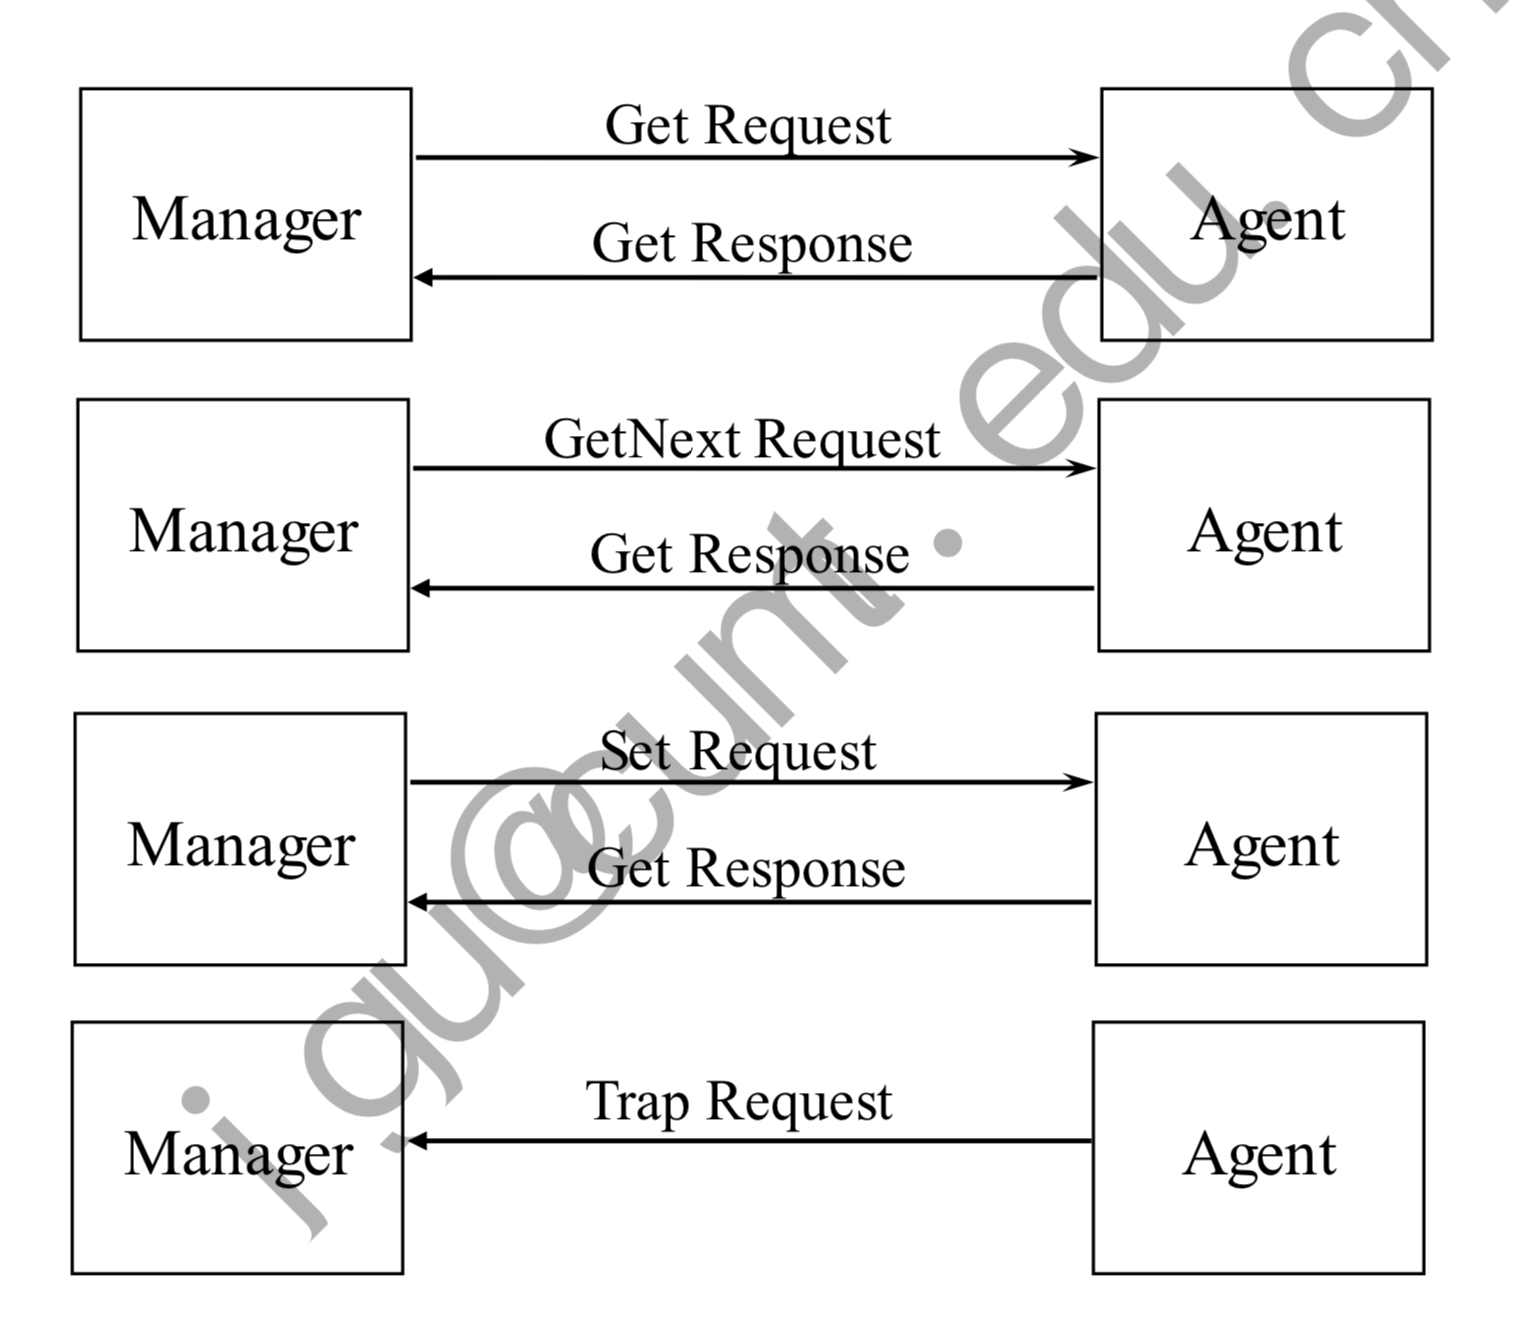 Manager
Get Request
Get Response
Agent
Manager
GetNext Request
Get Response
Agent
Manager
Set Request
Get Response
Agent
Manager
Trap Request
Agent
jgu@cumt.edu.cn